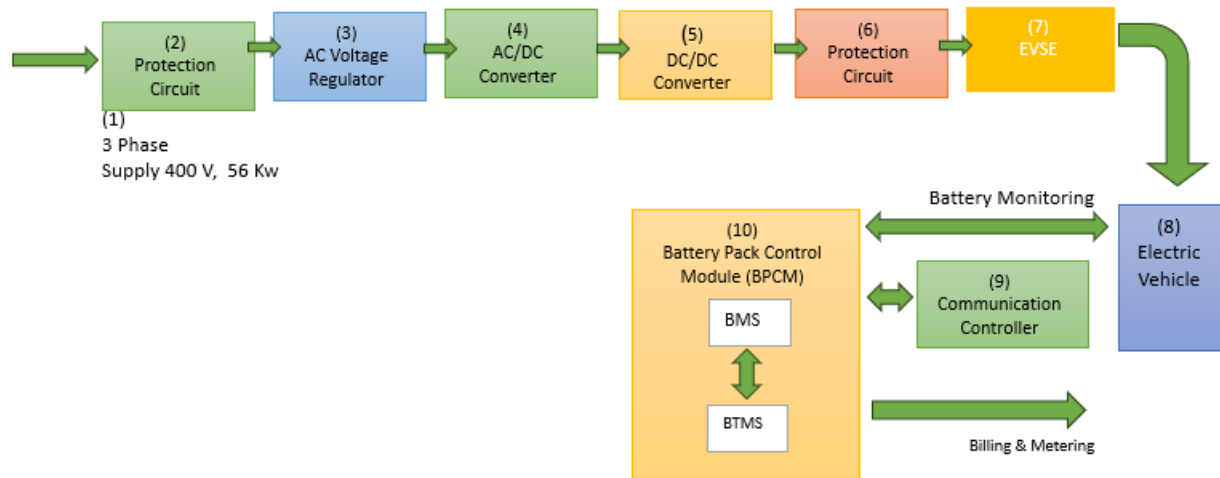 (2)
Protection
Circuit
(3)
AC Voltage
Regulator
(4)
AC/DC
Converter
(5)
DC/DC
Converter
(6)
Protection
Circuit
(7)
EVSE
(1)
3 Phase
Supply 400 V, 56 Kw
Battery Monitoring
(8)
Electric
Vehicle
(10)
Battery Pack Control
Module (BPCM)
(9)
Communication
Controller
BMS
BTMS
Billing & Metering